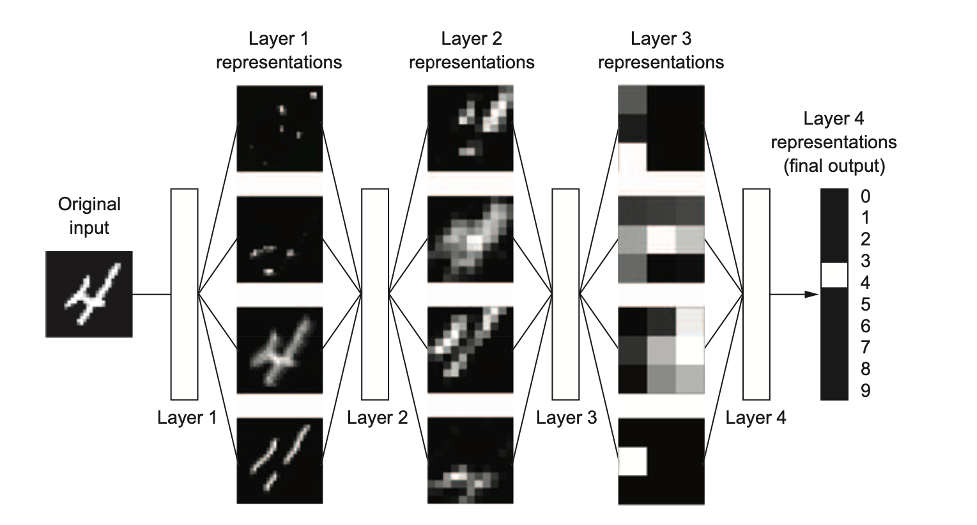 Layer 1
representations
Layer 2
representations
Layer 3
representations
Layer 4
representations
(final output)
Original
input
0
1
2
3
4
5
6
7
8
9
Layer 1
Layer 2
Layer 3
Layer 4